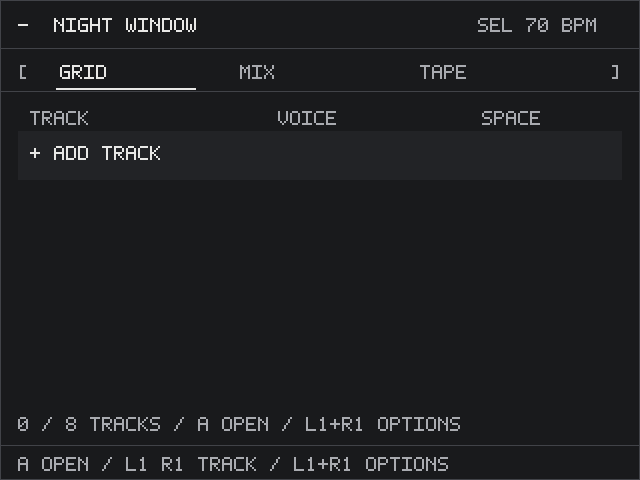 — NIGHT WINDOW SEL 70 BPM
[ GRID MIX TAPE ]
TRACK VOICE SPACE
+ ADD TRACK
0 / 8 TRACKS / A OPEN / L1+R1 OPTIONS
A OPEN / L1 R1 TRACK / L1+R1 OPTIONS